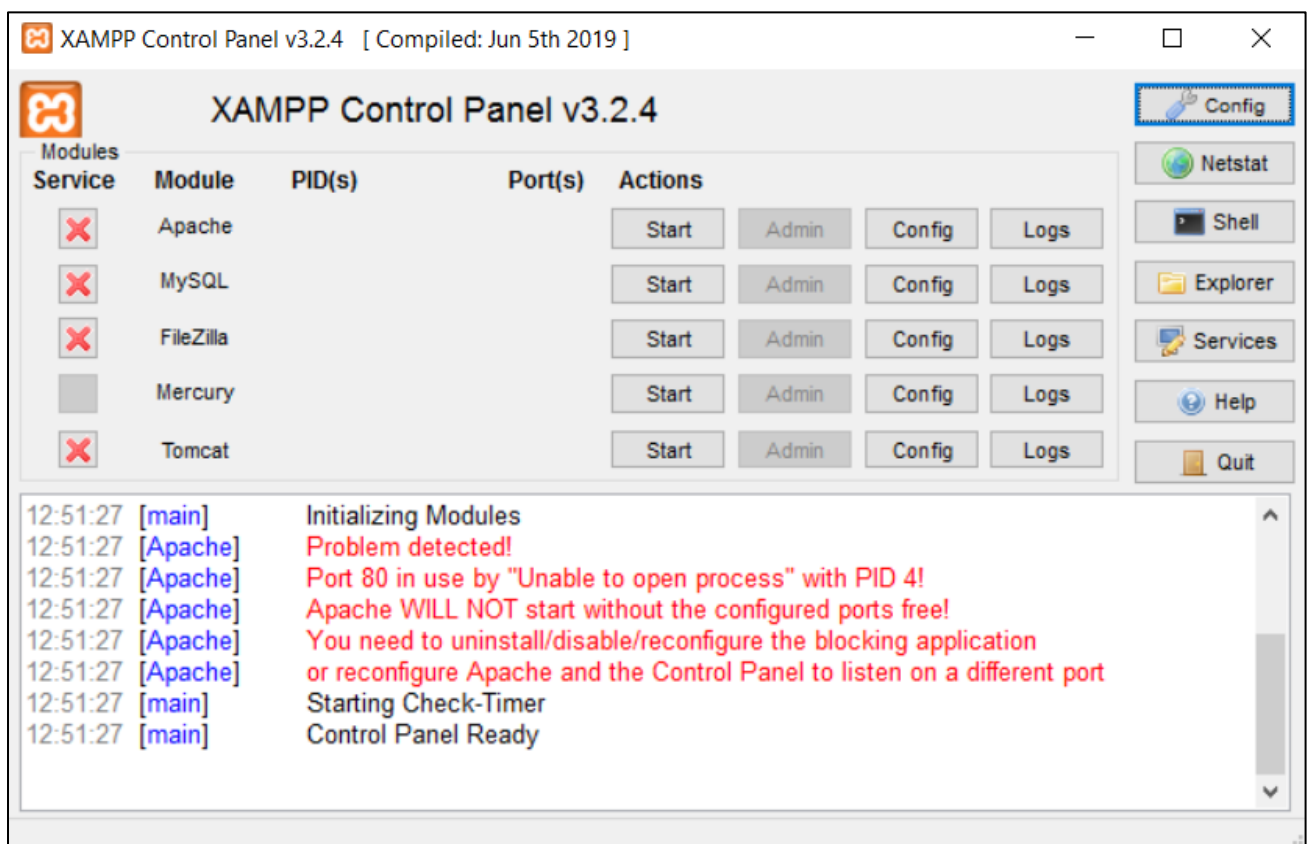 XAMPP Control Panel v3.2.4 [ Compiled: Jun 5th 2019 ]
XAMPP Control Panel v3.2.4
Config
Modules
Service Module PID(s) Port(s) Actions
Netstat
Apache Start Admin Config Logs
Shell
MySQL Start Admin Config Logs
Explorer
FileZilla Start Admin Config Logs
Services
Mercury Start Admin Config Logs
Help
Tomcat Start Admin Config Logs
Quit
12:51:27 [main] Initializing Modules
12:51:27 [Apache] Problem detected!
12:51:27 [Apache] Port 80 in use by "Unable to open process" with PID 4!
12:51:27 [Apache] Apache WILL NOT start without the configured ports free!
12:51:27 [Apache] You need to uninstall/disable/reconfigure the blocking application
12:51:27 [Apache] or reconfigure Apache and the Control Panel to listen on a different port
12:51:27 [main] Starting Check-Timer
12:51:27 [main] Control Panel Ready